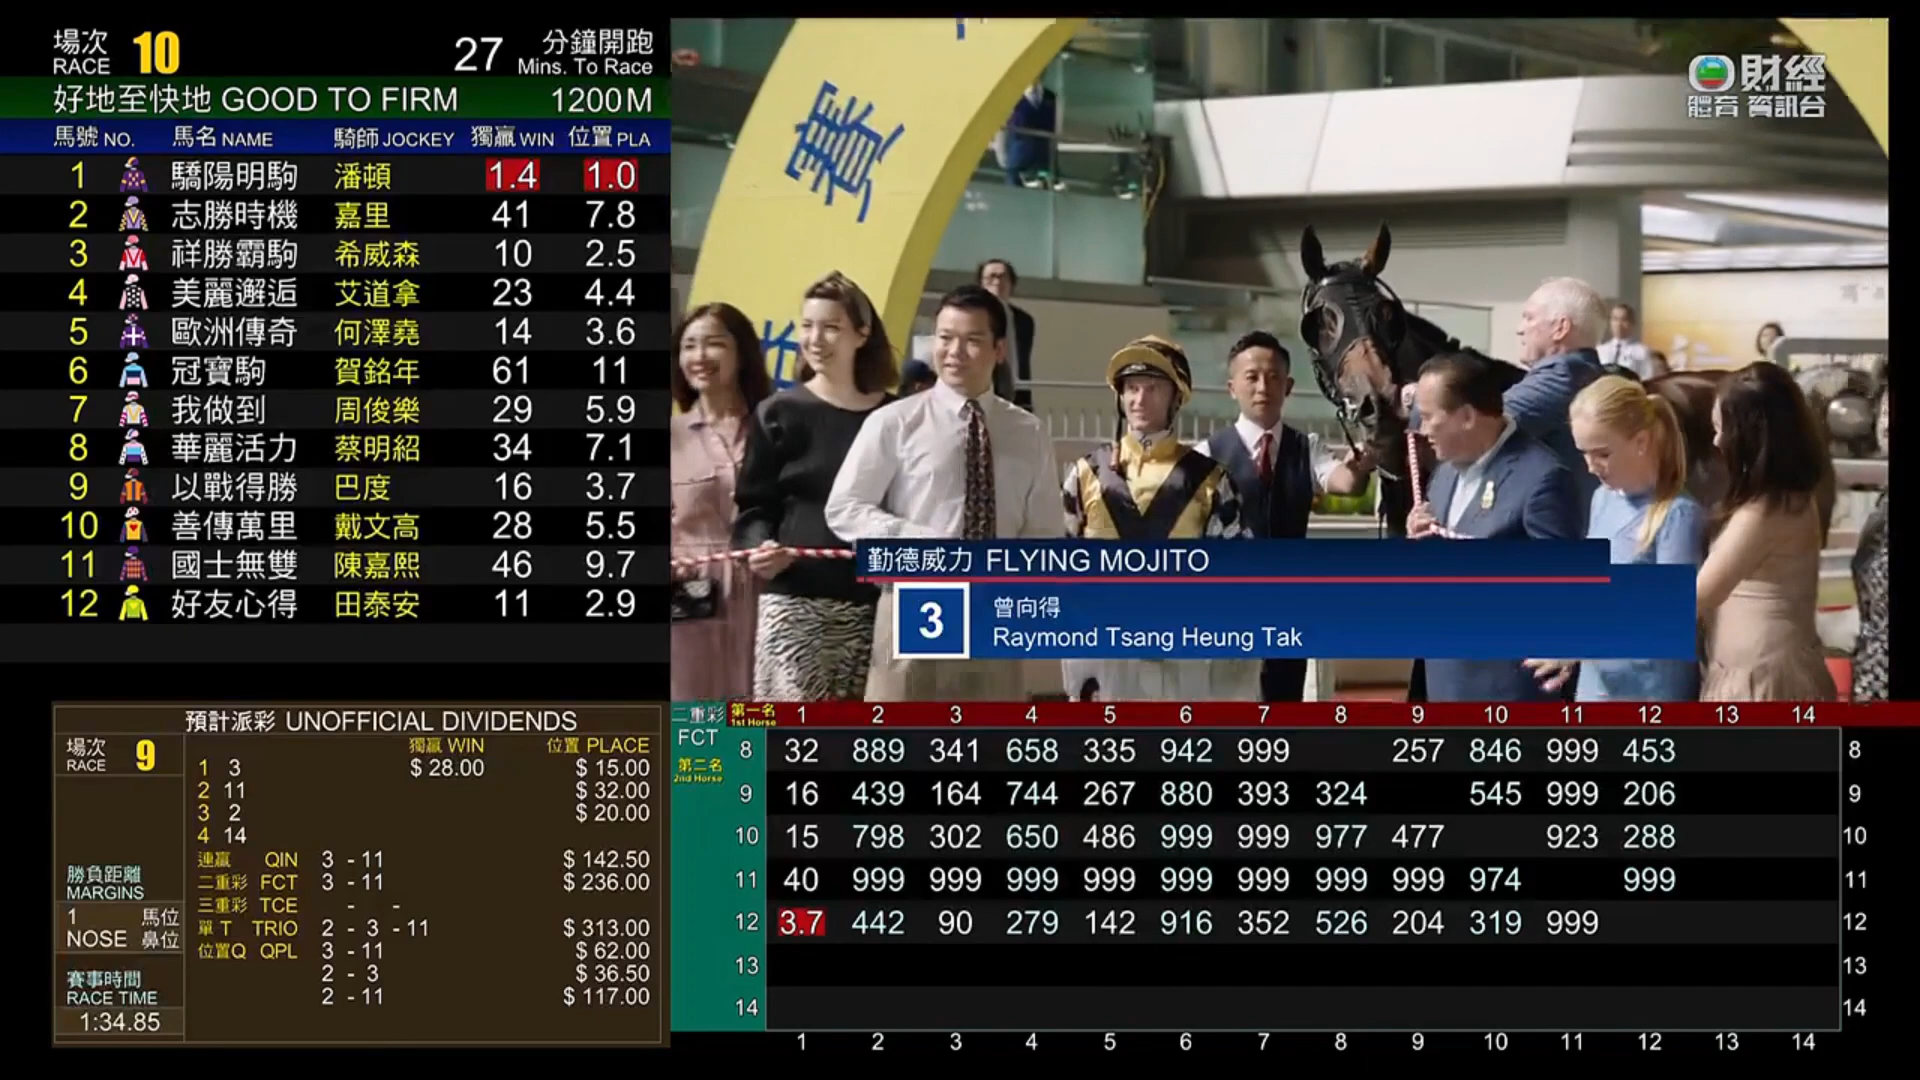 場次 RACE 10 27 分鐘開跑 Mins. To Race
好地至快地 GOOD TO FIRM 1200M
馬號 NO. 馬名 NAME 騎師 JOCKEY 獨贏 WIN 位置 PLA
1 驕陽明駒 潘頓 1.4 1.0
2 志勝時機 嘉里 41 7.8
3 祥勝霸駒 希威森 10 2.5
4 美麗邂逅 艾道拿 23 4.4
5 歐洲傳奇 何澤堯 14 3.6
6 冠寶駒 賀銘年 61 11
7 我做到 周俊樂 29 5.9
8 華麗活力 蔡明紹 34 7.1
9 以戰得勝 巴度 16 3.7
10 善傳萬里 戴文高 28 5.5
11 國士無雙 陳嘉熙 46 9.7
12 好友心得 田泰安 11 2.9
賽
財經
體育 資訊台
勤德威力 FLYING MOJITO
3 曾向得
Raymond Tsang Heung Tak
預計派彩 UNOFFICIAL DIVIDENDS
場次 RACE 9
獨贏 WIN 位置 PLACE
1 3 $ 28.00 $ 15.00
2 11 $ 32.00
3 2 $ 20.00
4 14
連贏 QIN 3 - 11 $ 142.50
二重彩 FCT 3 - 11 $ 236.00
三重彩 TCE - -
單T TRIO 2 - 3 - 11 $ 313.00
位置Q QPL 3 - 11 $ 62.00
2 - 3 $ 36.50
2 - 11 $ 117.00
勝負距離
MARGINS
1 馬位
NOSE 鼻位
賽事時間
RACE TIME
1:34.85
二重彩 FCT 第一名 1st Horse 1 2 3 4 5 6 7 8 9 10 11 12 13 14
第二名 2nd Horse
8 32 889 341 658 335 942 999 257 846 999 453 8
9 16 439 164 744 267 880 393 324 545 999 206 9
10 15 798 302 650 486 999 999 977 477 923 288 10
11 40 999 999 999 999 999 999 999 999 974 999 11
12 3.7 442 90 279 142 916 352 526 204 319 999 12
13 13
14 14
1 2 3 4 5 6 7 8 9 10 11 12 13 14